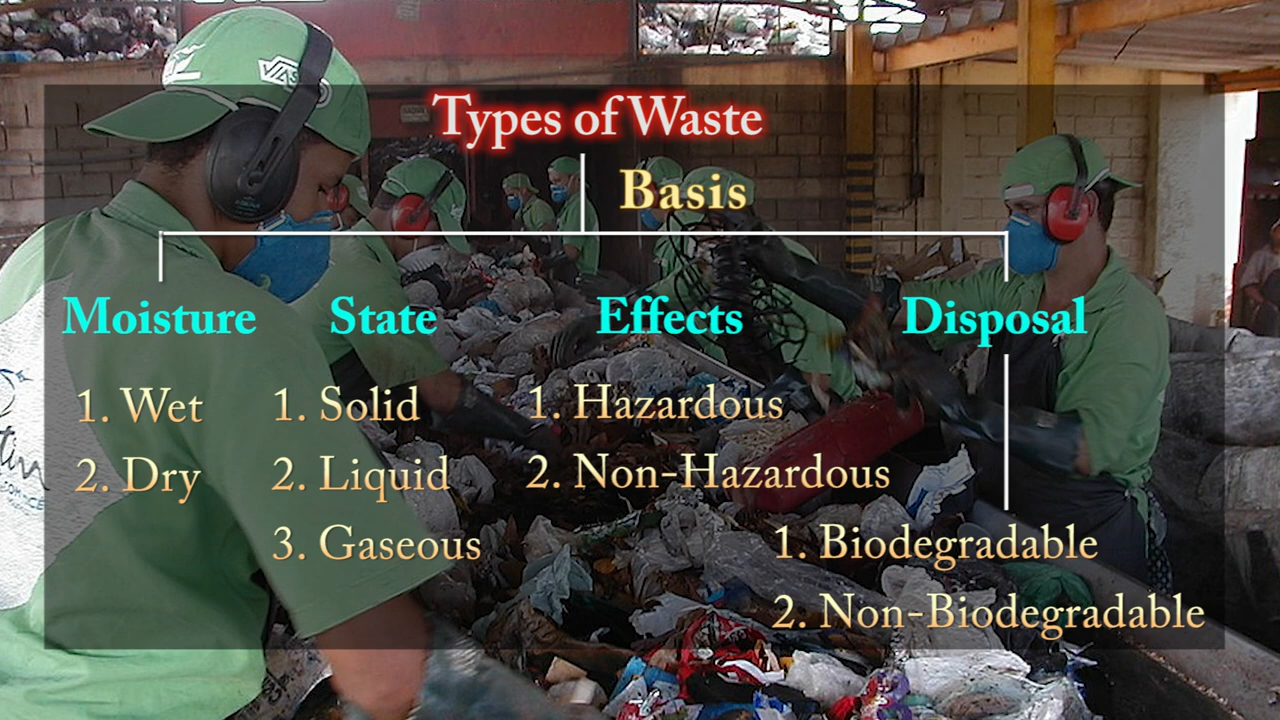 Types of Waste
Basis
Moisture
1. Wet
2. Dry
State
1. Solid
2. Liquid
3. Gaseous
Effects
1. Hazardous
2. Non-Hazardous
Disposal
1. Biodegradable
2. Non-Biodegradable